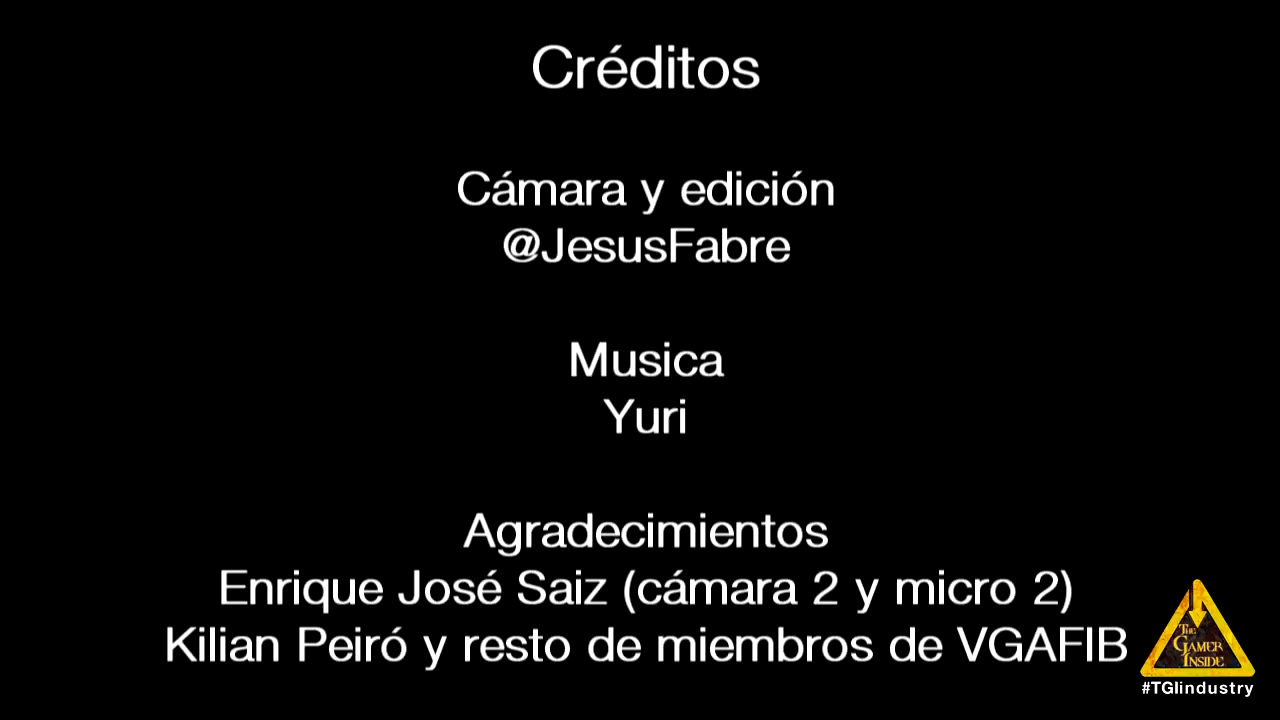 Créditos
Cámara y edición
@JesusFabre
Musica
Yuri
Agradecimientos
Enrique José Saiz (cámara 2 y micro 2)
Kilian Peiró y resto de miembros de VGAFIB
THE
GAMER
INSIDE
#TGIindustry